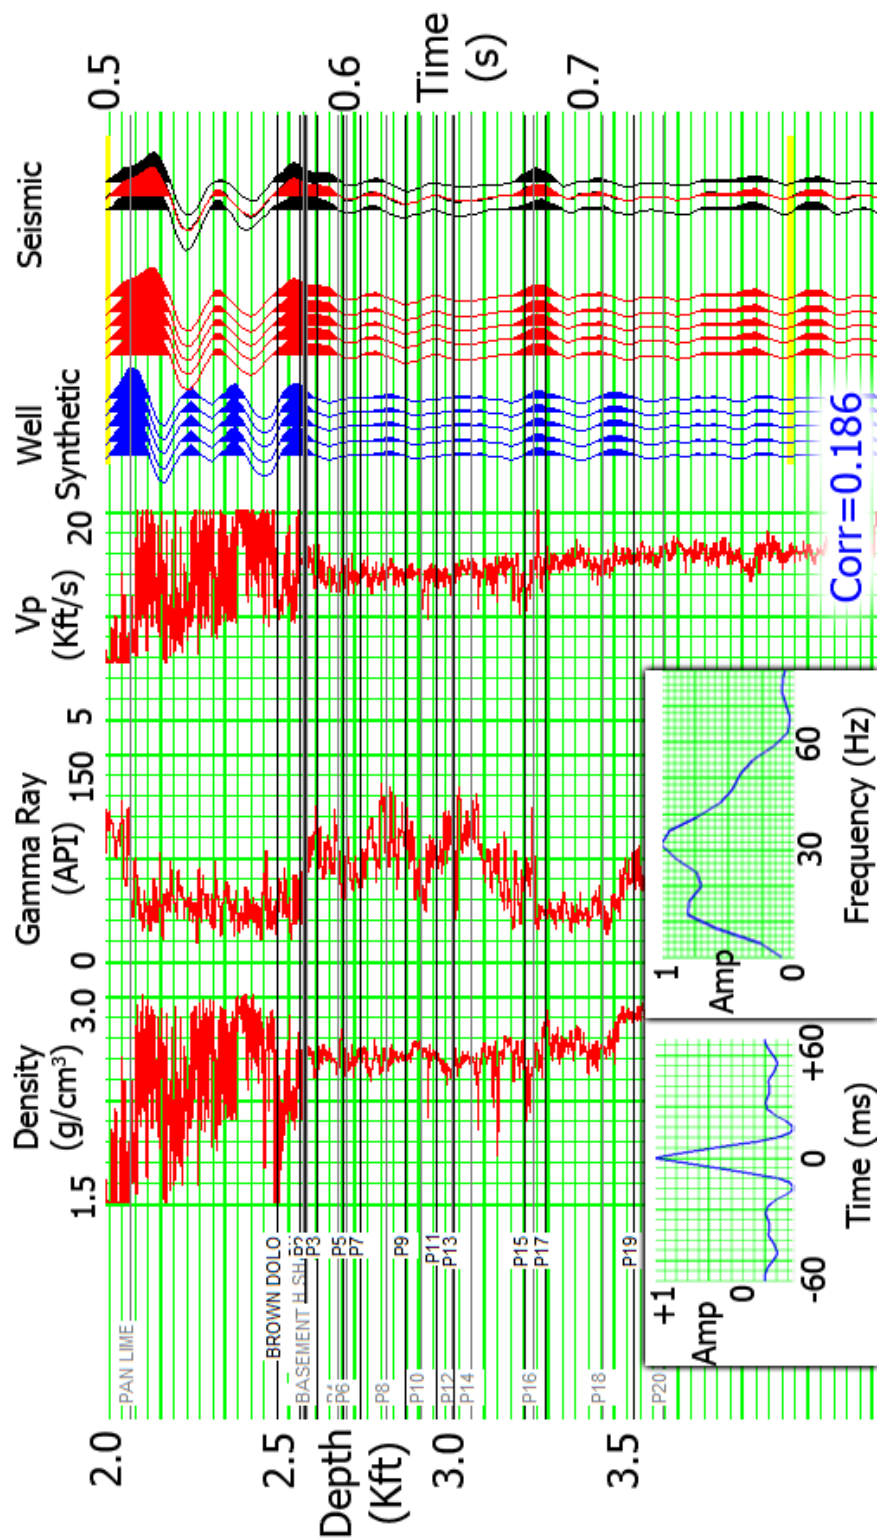 Density
(g/cm³)
1.5
3.0
Gamma Ray
(API)
0
150
Vp
(Kft/s)
5
20
Well
Synthetic
Seismic
2.0
2.5
Depth
(Kft)
3.0
3.5
0.5
0.6
Time
(s)
0.7
PAN LIME
BROWN DOLO
BASEMENT H.SH
P2
P3
P5
P6
P7
P8
P9
P10
P11
P12
P13
P14
P15
P16
P17
P18
P19
P20
Corr=0.186
+1
Amp
0
-60
0
+60
Time (ms)
1
Amp
0
30
60
Frequency (Hz)